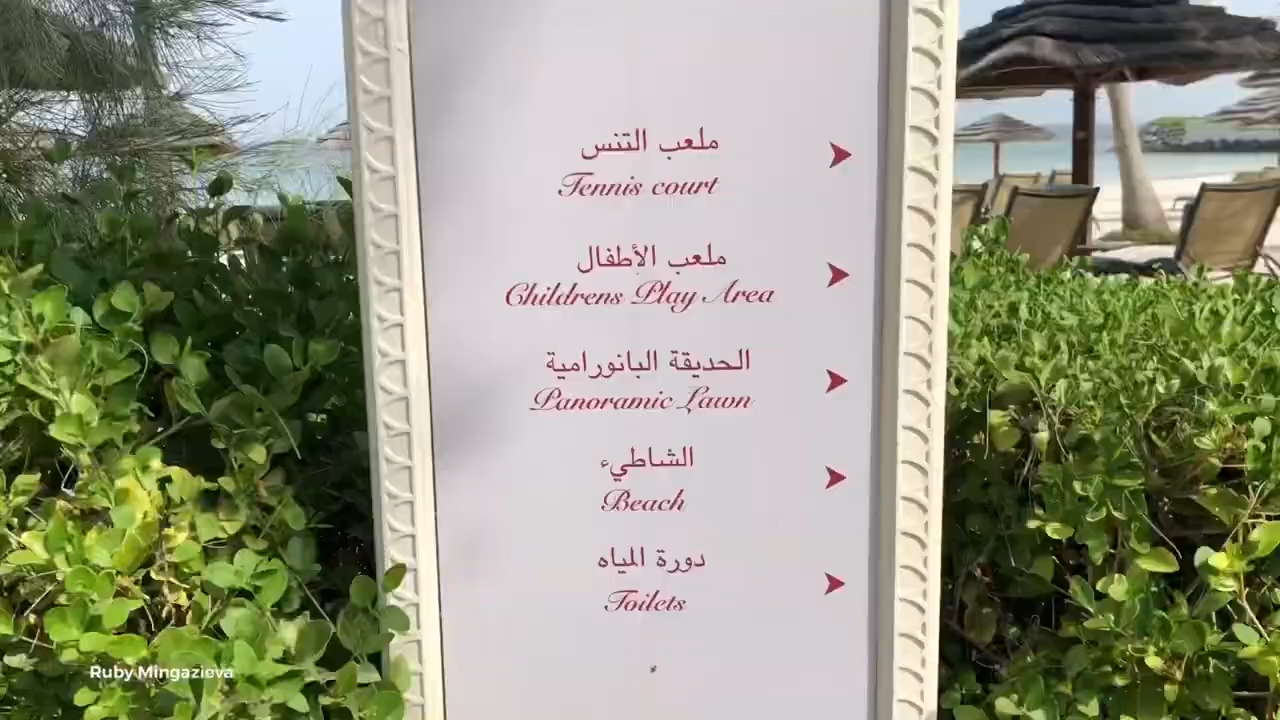 ملعب التنس
Tennis court
ملعب الأطفال
Childrens Play Area
الحديقة البانورامية
Panoramic Lawn
الشاطيء
Beach
دورة المياه
Toilets
Ruby Mingazieva